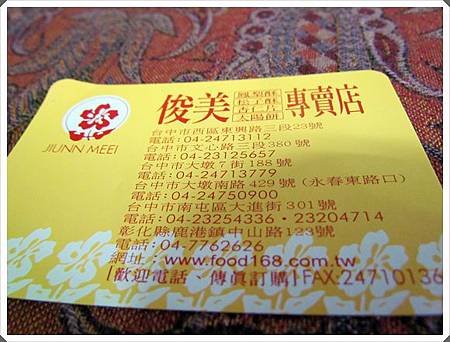 俊美
鳳梨酥
松子酥
杏仁片
太陽餅
專賣店
JIUNN MEEI
台中市西區東興路三段23號
電話:04-24713112
台中市文心路三段380號
電話:04-23125657
台中市大墩7街188號
電話:04-24713779
台中市大墩南路429號(永春東路口)
電話:04-24750900
台中市南屯區大進街301號
電話:04-23254336・23204714
彰化縣鹿港鎮中山路123號
電話:04-7762626
網址:www.food168.com.tw
【歡迎電話、傳真訂購】FAX:24710136